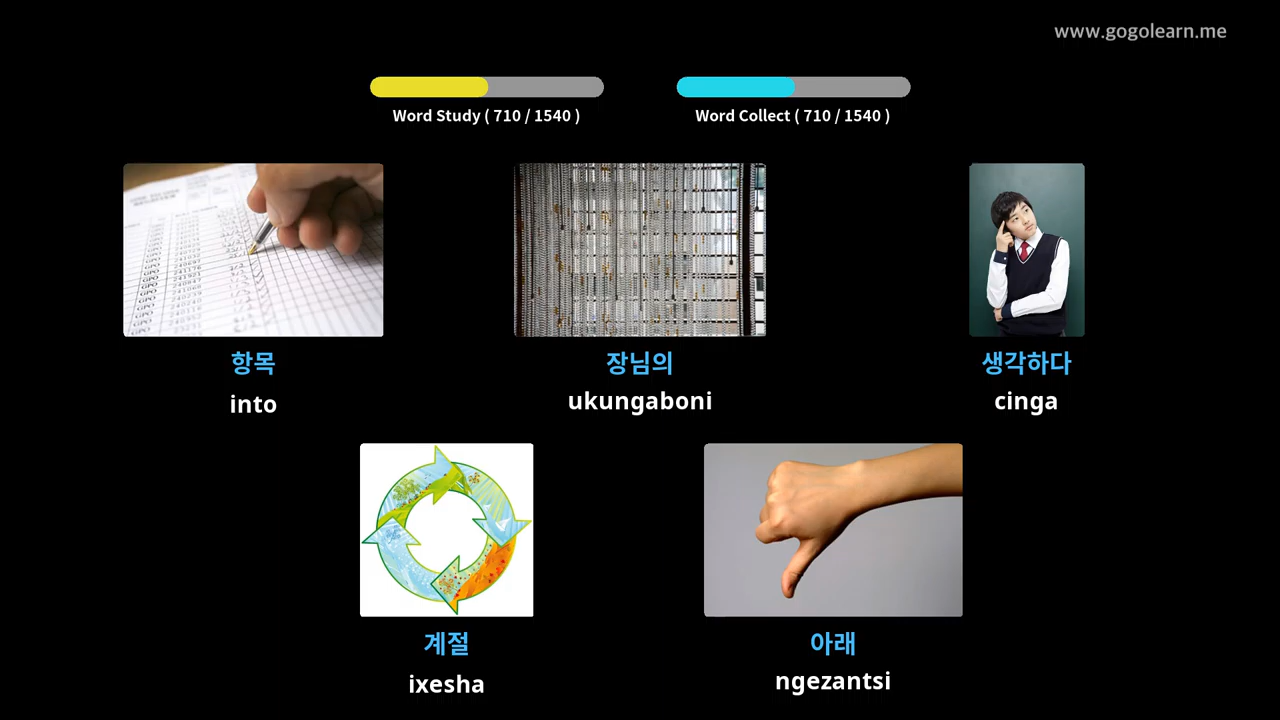 www.gogolearn.me
Word Study ( 710 / 1540 )
Word Collect ( 710 / 1540 )
항목
into
장님의
ukungaboni
생각하다
cinga
계절
ixesha
아래
ngezantsi